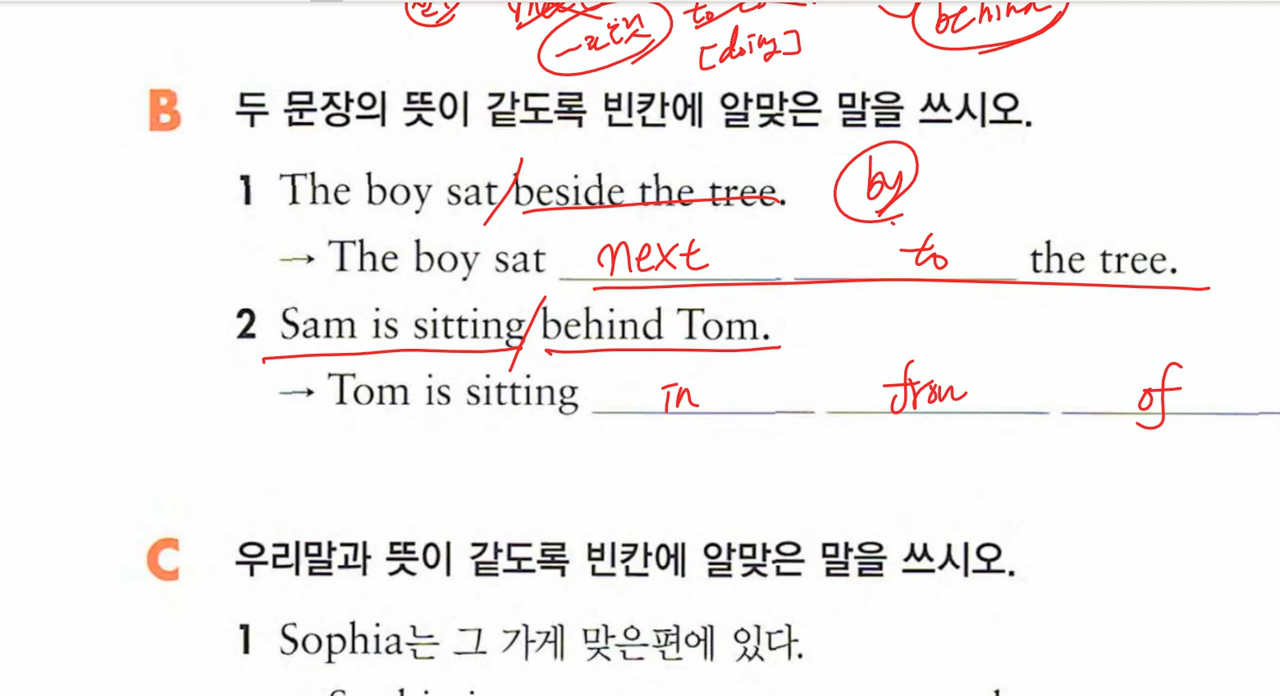 to
[doing]
behind
B 두 문장의 뜻이 같도록 빈칸에 알맞은 말을 쓰시오.
1 The boy sat / beside the tree. by
→ The boy sat next to the tree.
2 Sam is sitting / behind Tom.
→ Tom is sitting in fron of
C 우리말과 뜻이 같도록 빈칸에 알맞은 말을 쓰시오.
1 Sophia는 그 가게 맞은편에 있다.